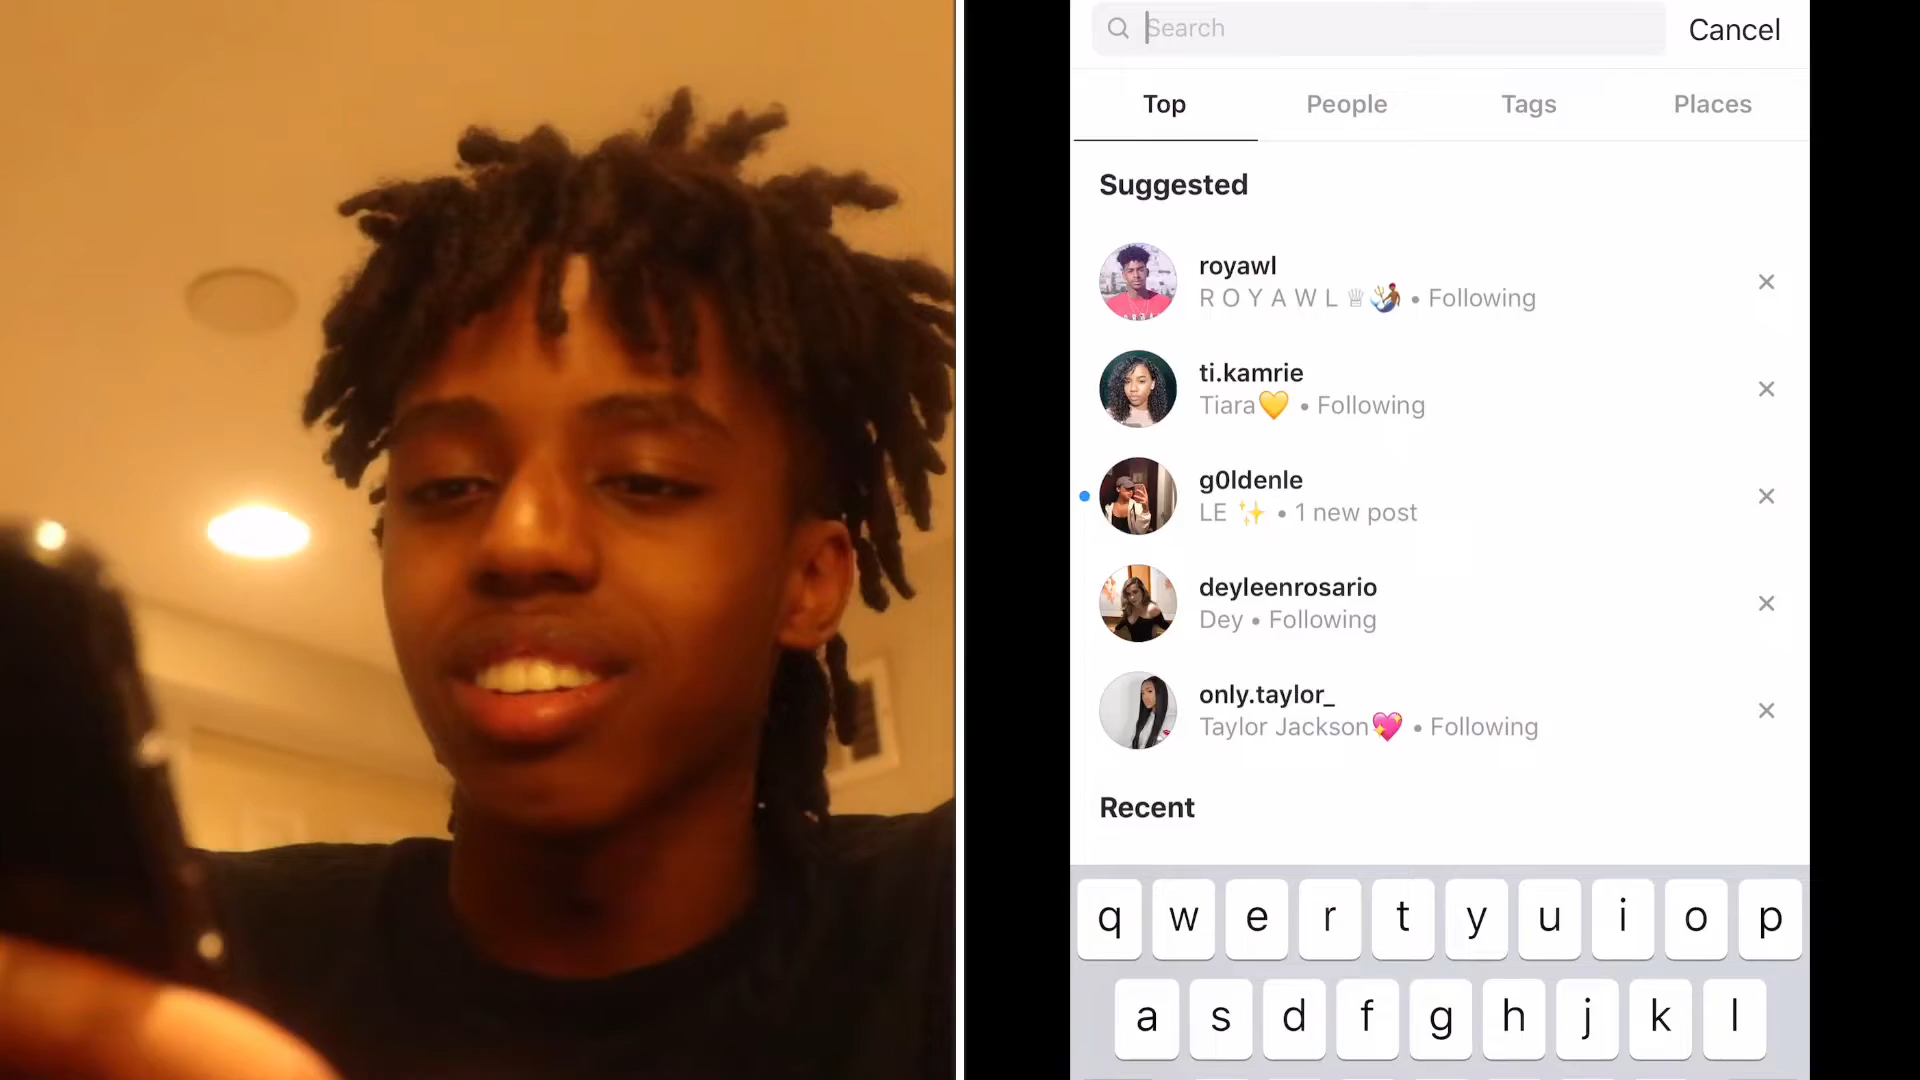 Search
Cancel
Top
People
Tags
Places
Suggested
royawl
R O Y A W L ♕🧜🏾‍♂️ • Following
ti.kamrie
Tiara💛 • Following
g0ldenle
LE ✨ • 1 new post
deyleenrosario
Dey • Following
only.taylor_
Taylor Jackson💖 • Following
Recent
q w e r t y u i o p
a s d f g h j k l